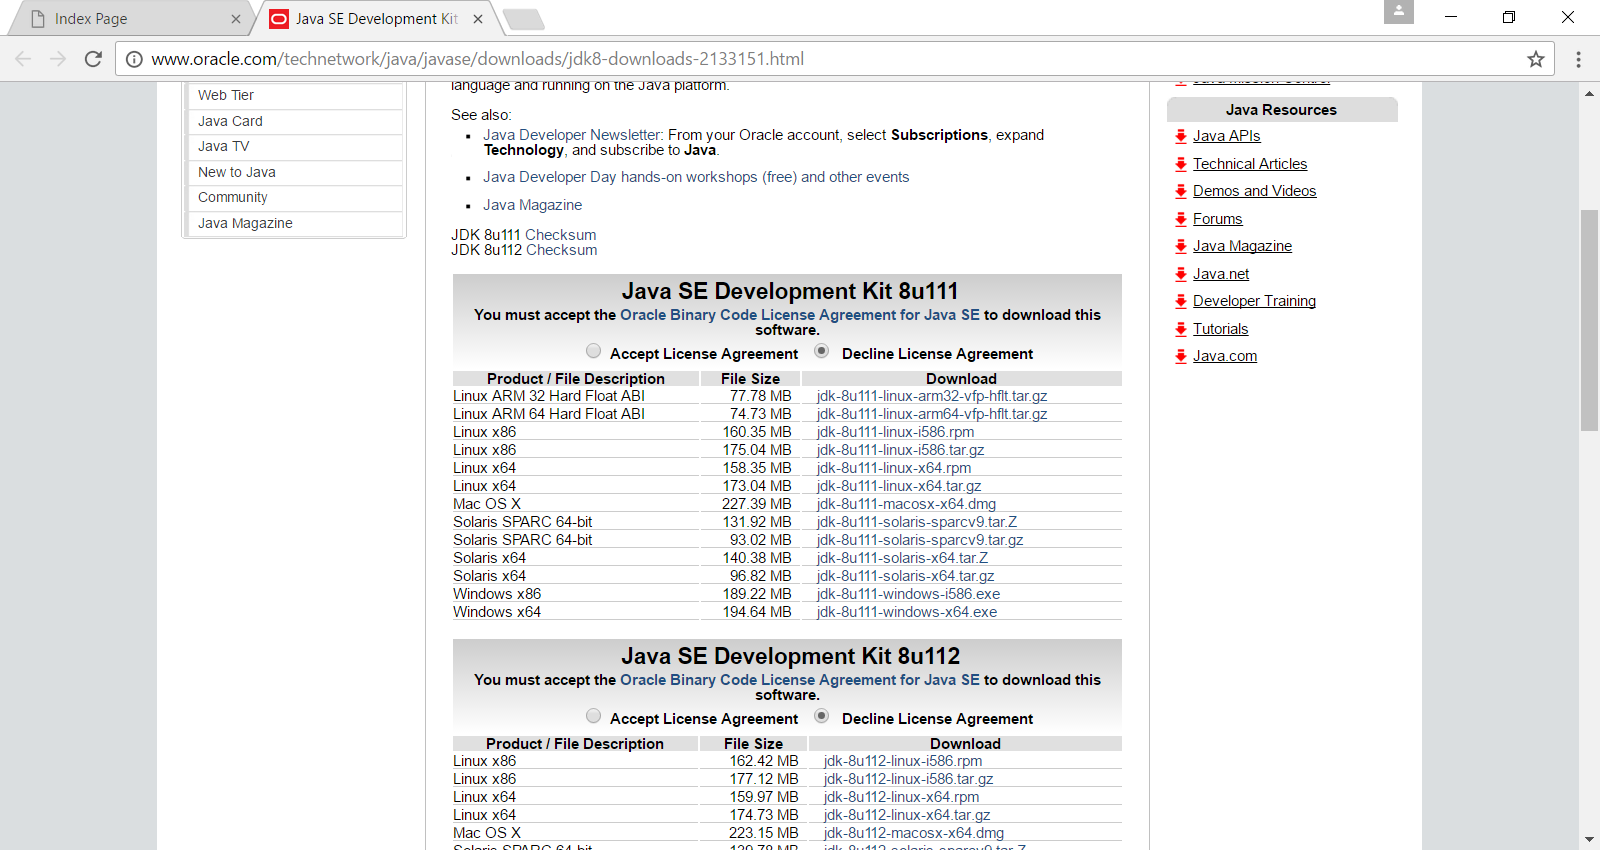 Index Page
Java SE Development Kit
www.oracle.com/technetwork/java/javase/downloads/jdk8-downloads-2133151.html
Web Tier
Java Card
Java TV
New to Java
Community
Java Magazine
language and running on the Java platform.
See also:
Java Developer Newsletter: From your Oracle account, select Subscriptions, expand
Technology, and subscribe to Java.
Java Developer Day hands-on workshops (free) and other events
Java Magazine
JDK 8u111 Checksum
JDK 8u112 Checksum
Java SE Development Kit 8u111
You must accept the Oracle Binary Code License Agreement for Java SE to download this
software.
Accept License Agreement Decline License Agreement
Product / File Description File Size Download
Linux ARM 32 Hard Float ABI 77.78 MB jdk-8u111-linux-arm32-vfp-hflt.tar.gz
Linux ARM 64 Hard Float ABI 74.73 MB jdk-8u111-linux-arm64-vfp-hflt.tar.gz
Linux x86 160.35 MB jdk-8u111-linux-i586.rpm
Linux x86 175.04 MB jdk-8u111-linux-i586.tar.gz
Linux x64 158.35 MB jdk-8u111-linux-x64.rpm
Linux x64 173.04 MB jdk-8u111-linux-x64.tar.gz
Mac OS X 227.39 MB jdk-8u111-macosx-x64.dmg
Solaris SPARC 64-bit 131.92 MB jdk-8u111-solaris-sparcv9.tar.Z
Solaris SPARC 64-bit 93.02 MB jdk-8u111-solaris-sparcv9.tar.gz
Solaris x64 140.38 MB jdk-8u111-solaris-x64.tar.Z
Solaris x64 96.82 MB jdk-8u111-solaris-x64.tar.gz
Windows x86 189.22 MB jdk-8u111-windows-i586.exe
Windows x64 194.64 MB jdk-8u111-windows-x64.exe
Java SE Development Kit 8u112
You must accept the Oracle Binary Code License Agreement for Java SE to download this
software.
Accept License Agreement Decline License Agreement
Product / File Description File Size Download
Linux x86 162.42 MB jdk-8u112-linux-i586.rpm
Linux x86 177.12 MB jdk-8u112-linux-i586.tar.gz
Linux x64 159.97 MB jdk-8u112-linux-x64.rpm
Linux x64 174.73 MB jdk-8u112-linux-x64.tar.gz
Mac OS X 223.15 MB jdk-8u112-macosx-x64.dmg
Solaris SPARC 64-bit 139.78 MB jdk-8u112-solaris-sparcv9.tar.Z
Java Mission Control
Java Resources
Java APIs
Technical Articles
Demos and Videos
Forums
Java Magazine
Java.net
Developer Training
Tutorials
Java.com